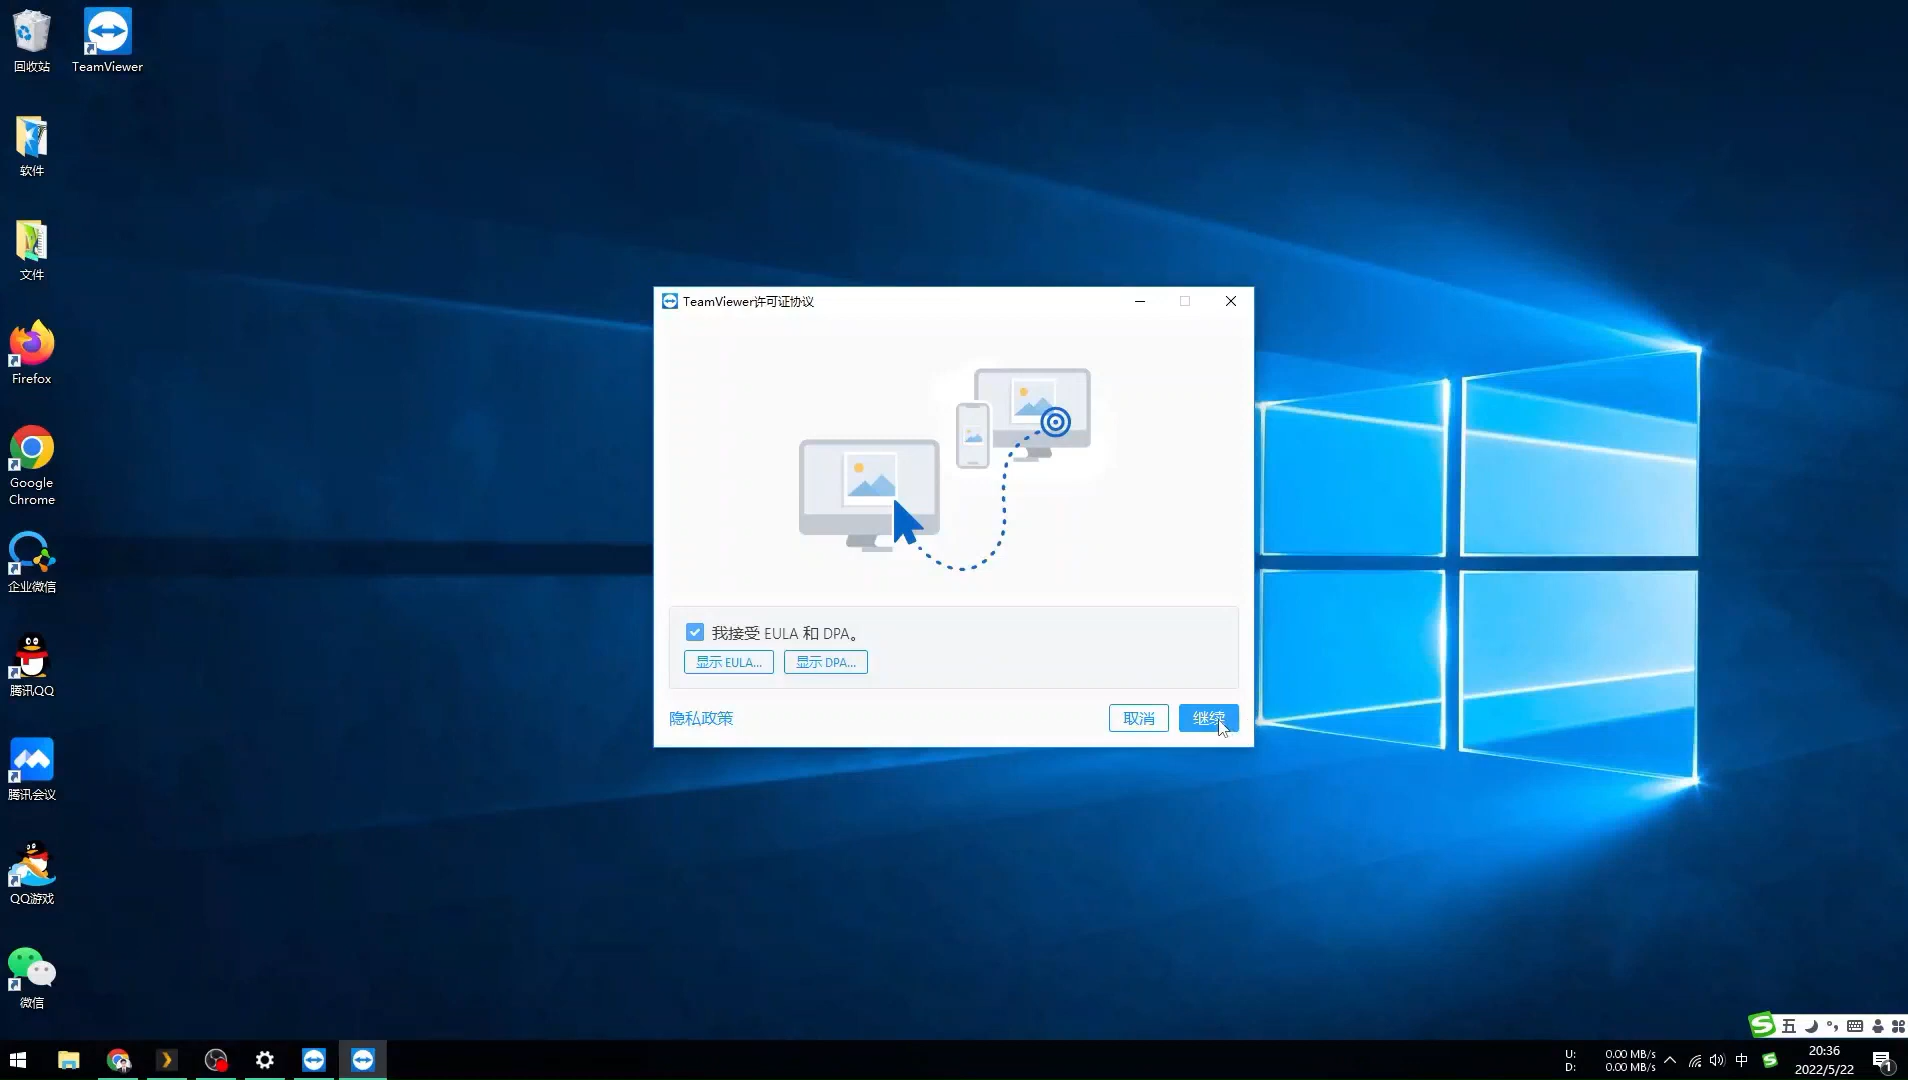 回收站
TeamViewer
软件
文件
Firefox
Google
Chrome
企业微信
腾讯QQ
腾讯会议
QQ游戏
微信
TeamViewer许可证协议
我接受 EULA 和 DPA。
显示 EULA...
显示 DPA...
隐私政策
取消
继续
五
U: 0.00 MB/s
D: 0.00 MB/s
中
20:36
2022/5/22
1